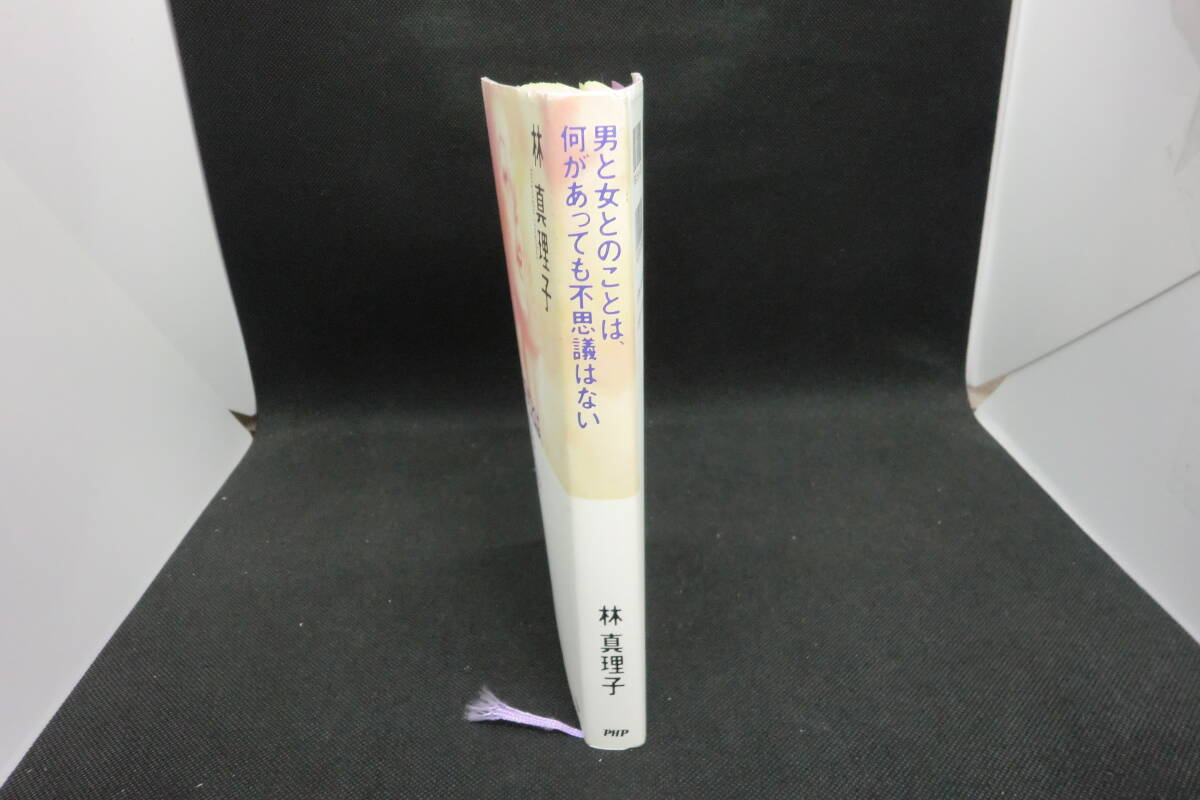 男と女とのことは、
何があっても不思議はない
林 真理子
林 真理子
PHP